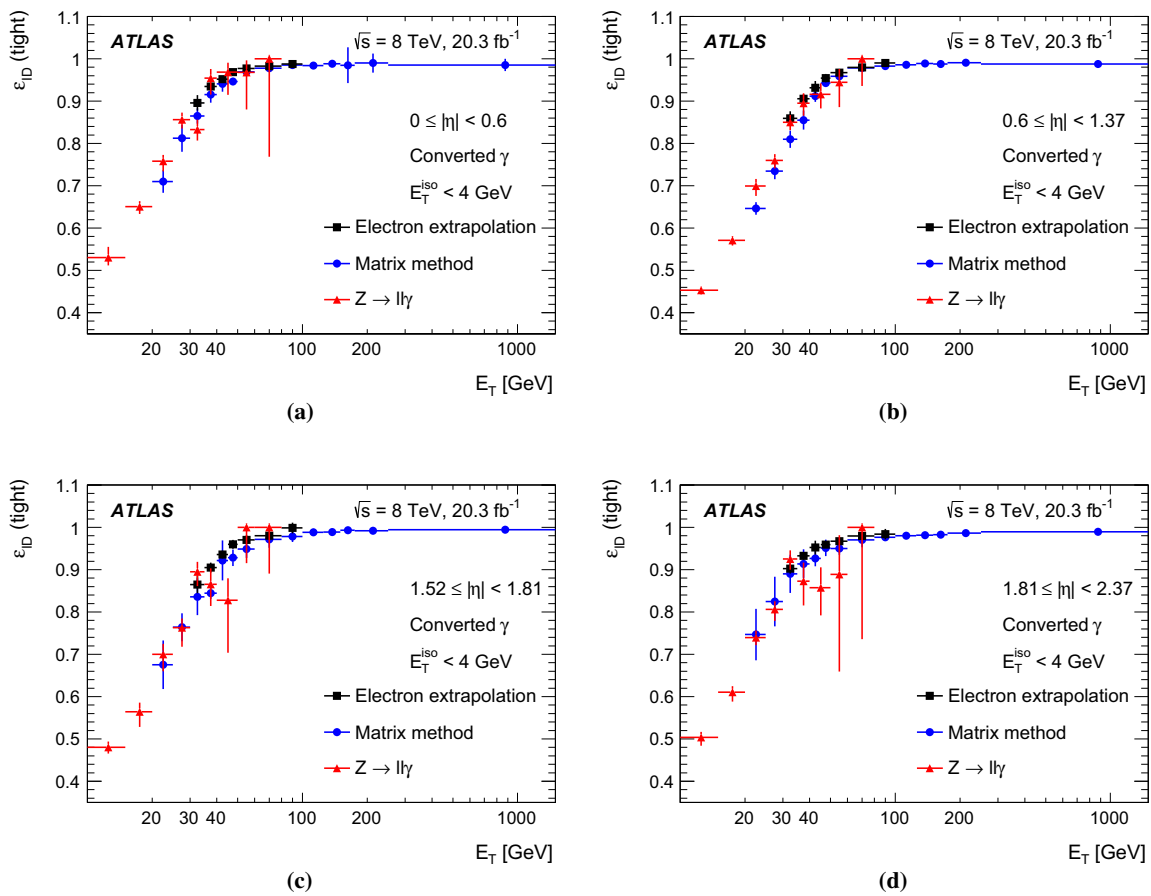 ε_ID (tight)
1.1
1
0.9
0.8
0.7
0.6
0.5
0.4
ATLAS
√s = 8 TeV, 20.3 fb⁻¹
0 ≤ |η| < 0.6
Converted γ
E_T^iso < 4 GeV
Electron extrapolation
Matrix method
Z → llγ
20 30 40 100 200 1000
E_T [GeV]
(a)
ε_ID (tight)
1.1
1
0.9
0.8
0.7
0.6
0.5
0.4
ATLAS
√s = 8 TeV, 20.3 fb⁻¹
0.6 ≤ |η| < 1.37
Converted γ
E_T^iso < 4 GeV
Electron extrapolation
Matrix method
Z → llγ
20 30 40 100 200 1000
E_T [GeV]
(b)
ε_ID (tight)
1.1
1
0.9
0.8
0.7
0.6
0.5
0.4
ATLAS
√s = 8 TeV, 20.3 fb⁻¹
1.52 ≤ |η| < 1.81
Converted γ
E_T^iso < 4 GeV
Electron extrapolation
Matrix method
Z → llγ
20 30 40 100 200 1000
E_T [GeV]
(c)
ε_ID (tight)
1.1
1
0.9
0.8
0.7
0.6
0.5
0.4
ATLAS
√s = 8 TeV, 20.3 fb⁻¹
1.81 ≤ |η| < 2.37
Converted γ
E_T^iso < 4 GeV
Electron extrapolation
Matrix method
Z → llγ
20 30 40 100 200 1000
E_T [GeV]
(d)